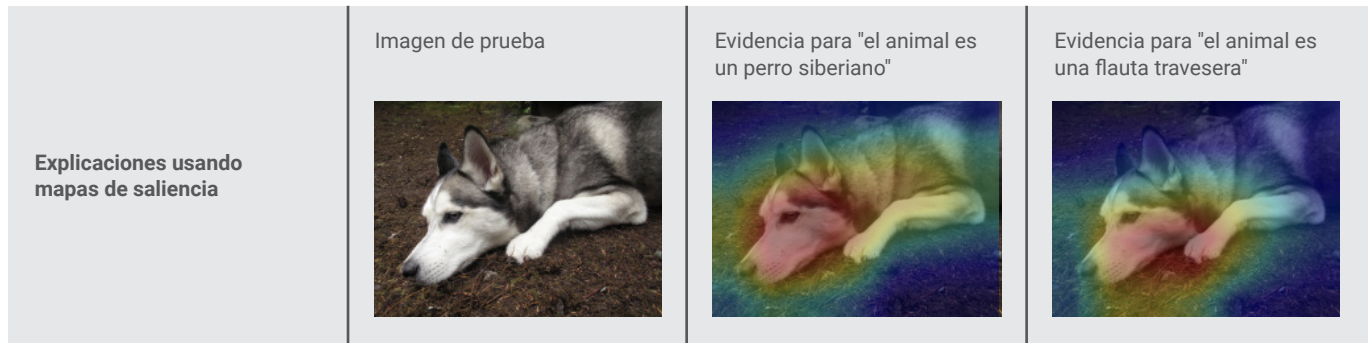 Explicaciones usando
mapas de saliencia
Imagen de prueba
Evidencia para "el animal es
un perro siberiano"
Evidencia para "el animal es
una flauta travesera"